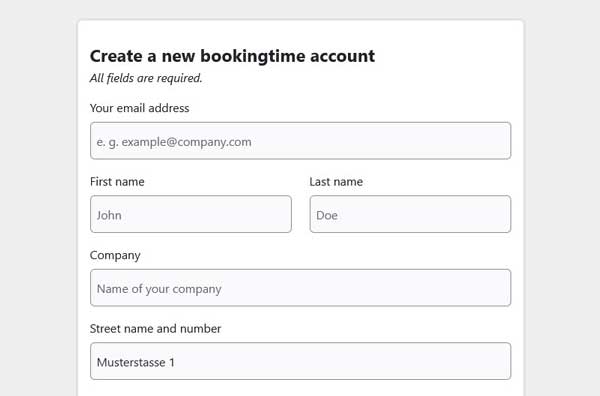 Create a new bookingtime account
All fields are required.
Your email address
e. g. example@company.com
First name Last name
John Doe
Company
Name of your company
Street name and number
Musterstasse 1